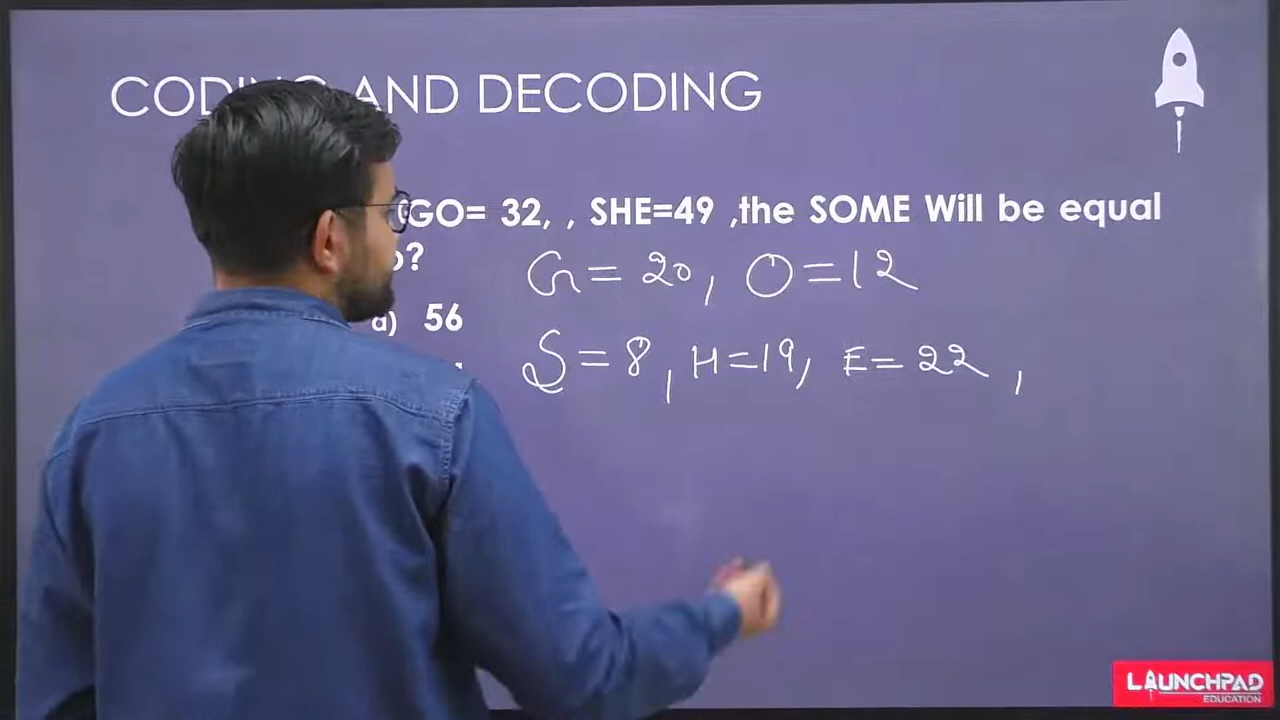 AND DECODING
GO= 32, , SHE=49 ,the SOME Will be equal
?
G = 20, O = 12
a) 56
S = 8, H = 19, E = 22 ,
LAUNCHPAD
EDUCATION